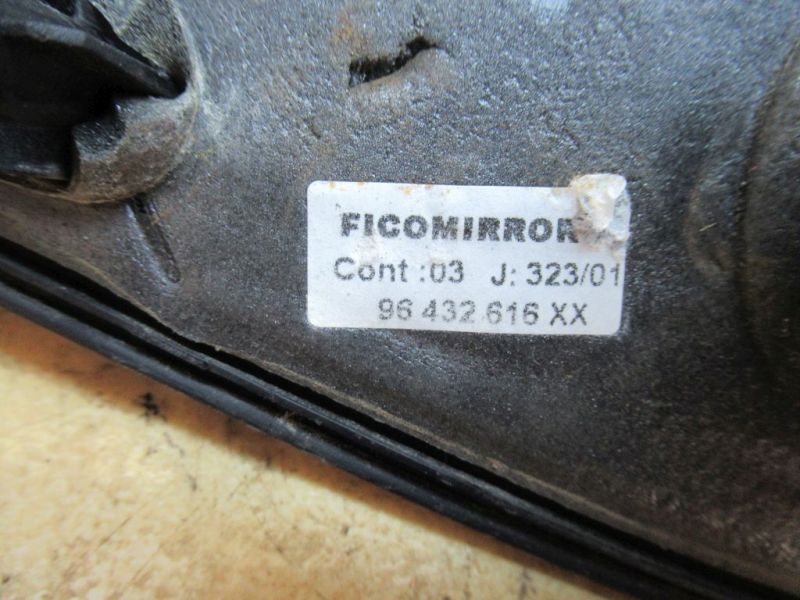 FICOMIRROR
Cont :03 J: 323/01
96 432 616 XX